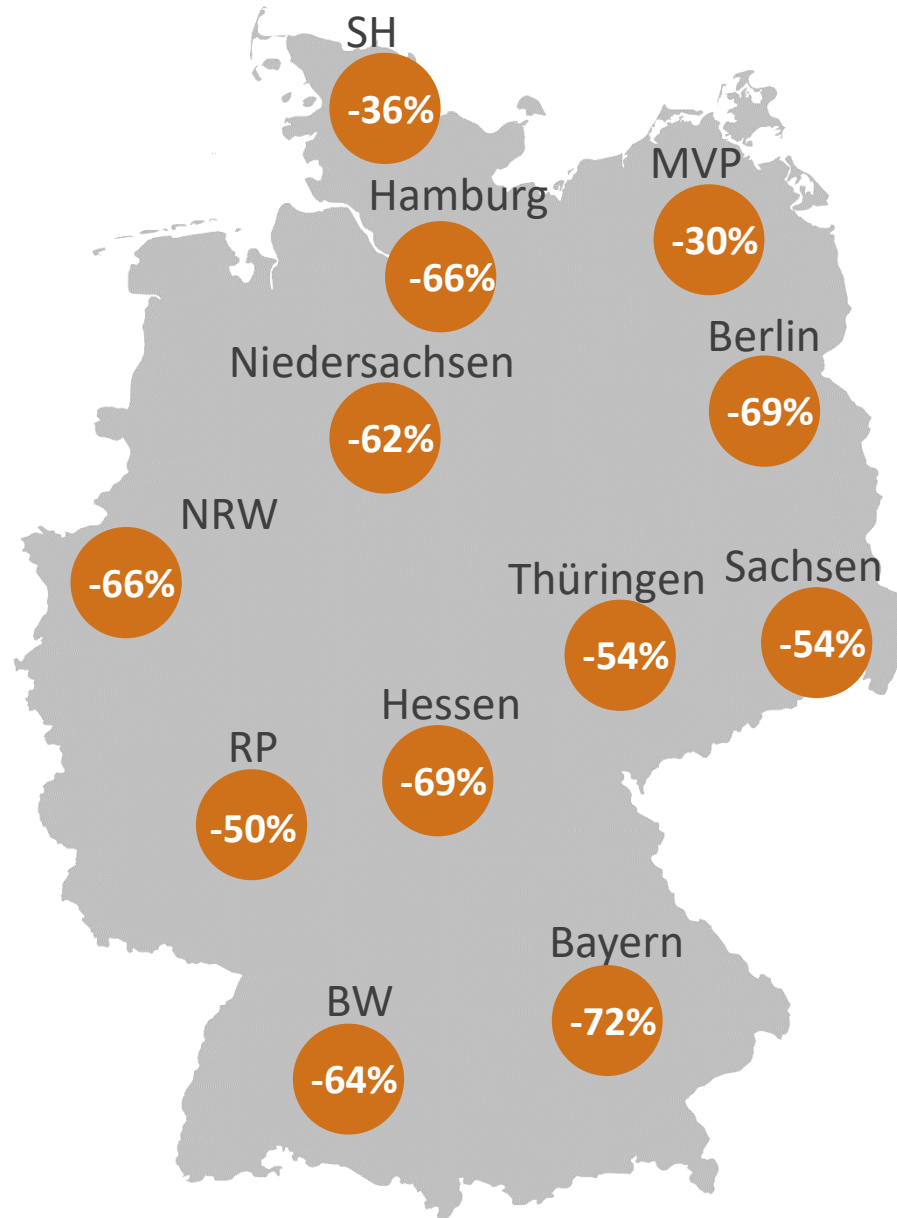 SH
-36%
MVP
-30%
Hamburg
-66%
Berlin
-69%
Niedersachsen
-62%
NRW
-66%
Thüringen
-54%
Sachsen
-54%
Hessen
-69%
RP
-50%
Bayern
-72%
BW
-64%